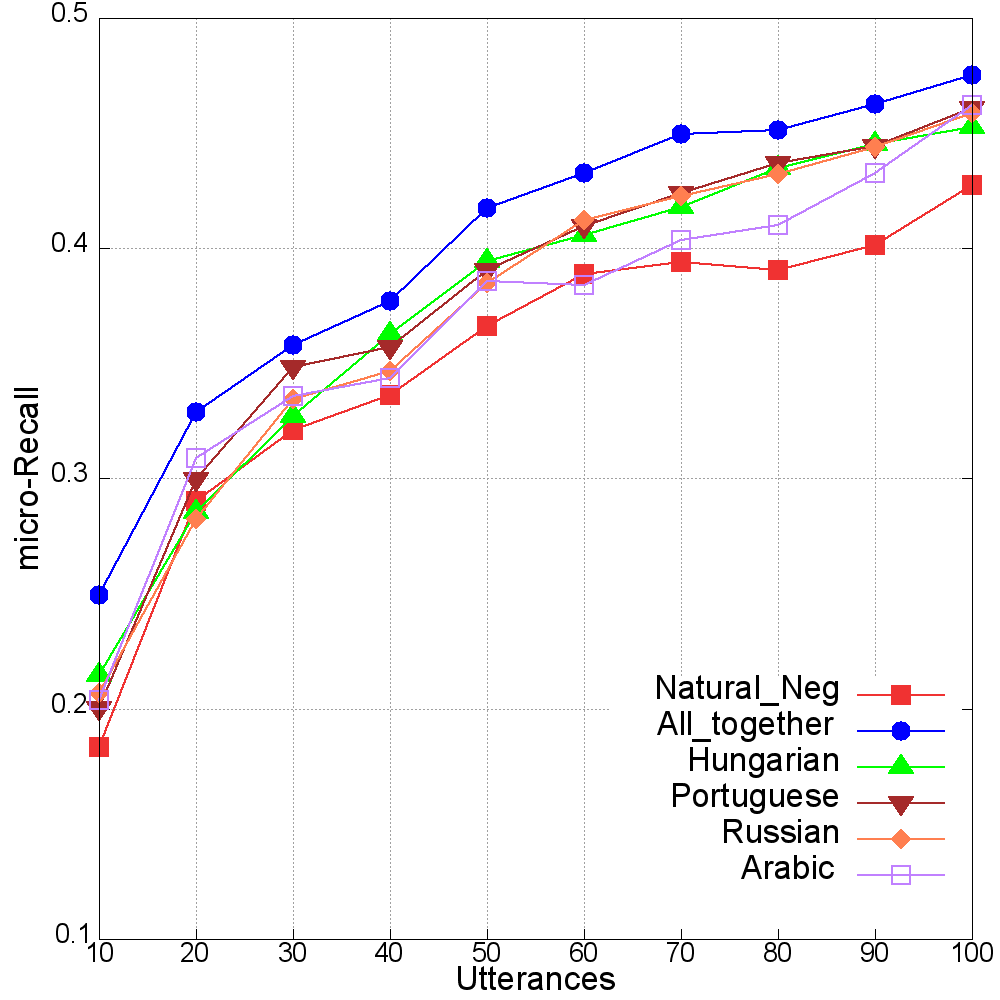 0.5
0.4
0.3
0.2
0.1
micro-Recall
Natural_Neg
All_together
Hungarian
Portuguese
Russian
Arabic
10 20 30 40 50 60 70 80 90 100
Utterances